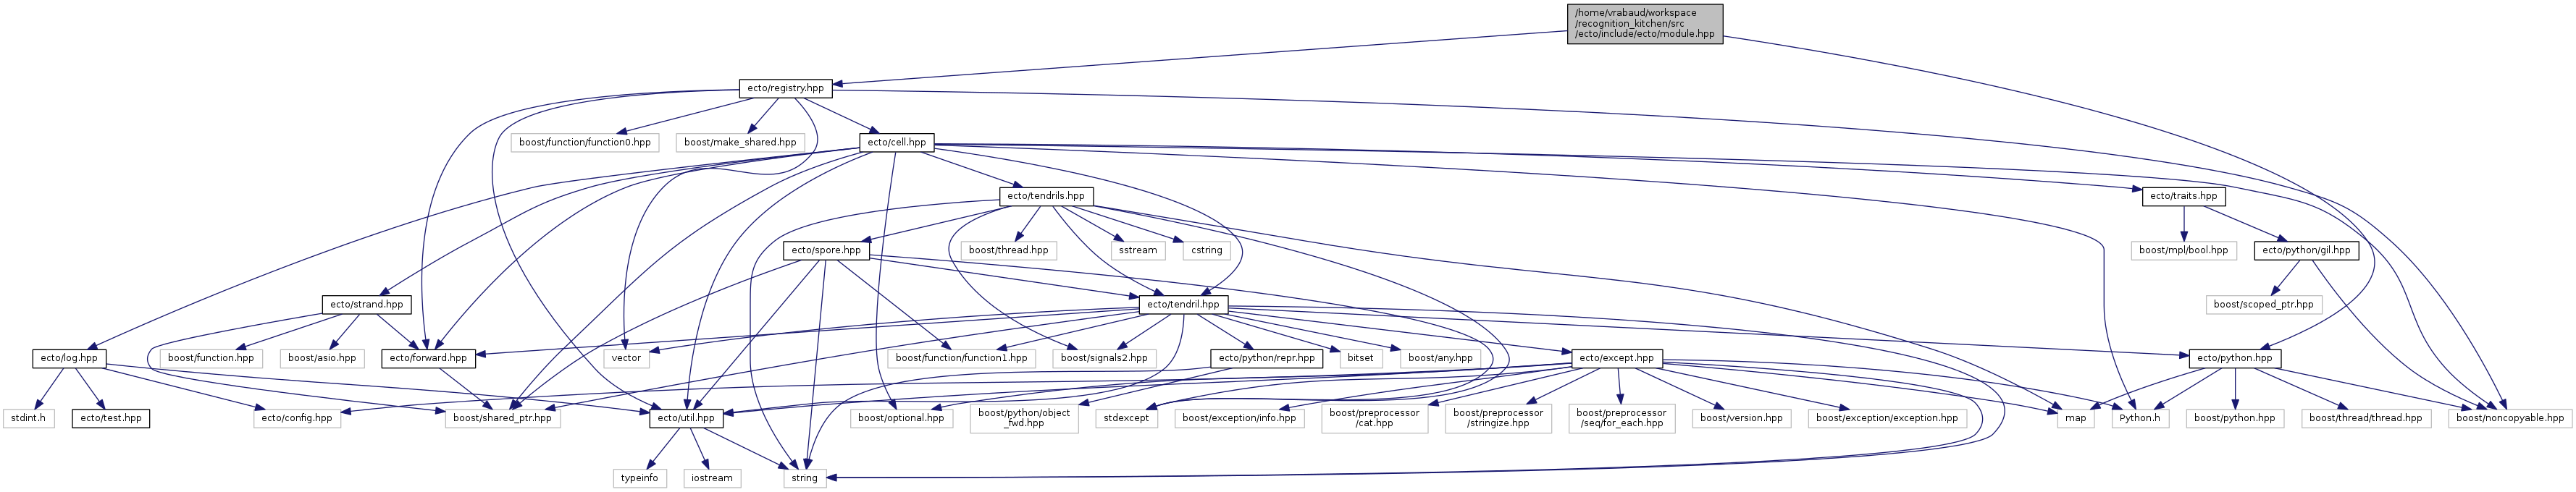 /home/vrabaud/workspace
/recognition_kitchen/src
/ecto/include/ecto/module.hpp
ecto/registry.hpp
boost/function/function0.hpp
boost/make_shared.hpp
ecto/cell.hpp
ecto/tendrils.hpp
ecto/traits.hpp
ecto/spore.hpp
boost/thread.hpp
sstream
cstring
boost/mpl/bool.hpp
ecto/python/gil.hpp
ecto/strand.hpp
ecto/tendril.hpp
boost/scoped_ptr.hpp
ecto/log.hpp
boost/function.hpp
boost/asio.hpp
ecto/forward.hpp
vector
boost/function/function1.hpp
boost/signals2.hpp
ecto/python/repr.hpp
bitset
boost/any.hpp
ecto/except.hpp
ecto/python.hpp
stdint.h
ecto/test.hpp
ecto/config.hpp
boost/shared_ptr.hpp
ecto/util.hpp
boost/optional.hpp
boost/python/object
_fwd.hpp
stdexcept
boost/exception/info.hpp
boost/preprocessor
/cat.hpp
boost/preprocessor
/stringize.hpp
boost/preprocessor
/seq/for_each.hpp
boost/version.hpp
boost/exception/exception.hpp
map
Python.h
boost/python.hpp
boost/thread/thread.hpp
boost/noncopyable.hpp
typeinfo
iostream
string